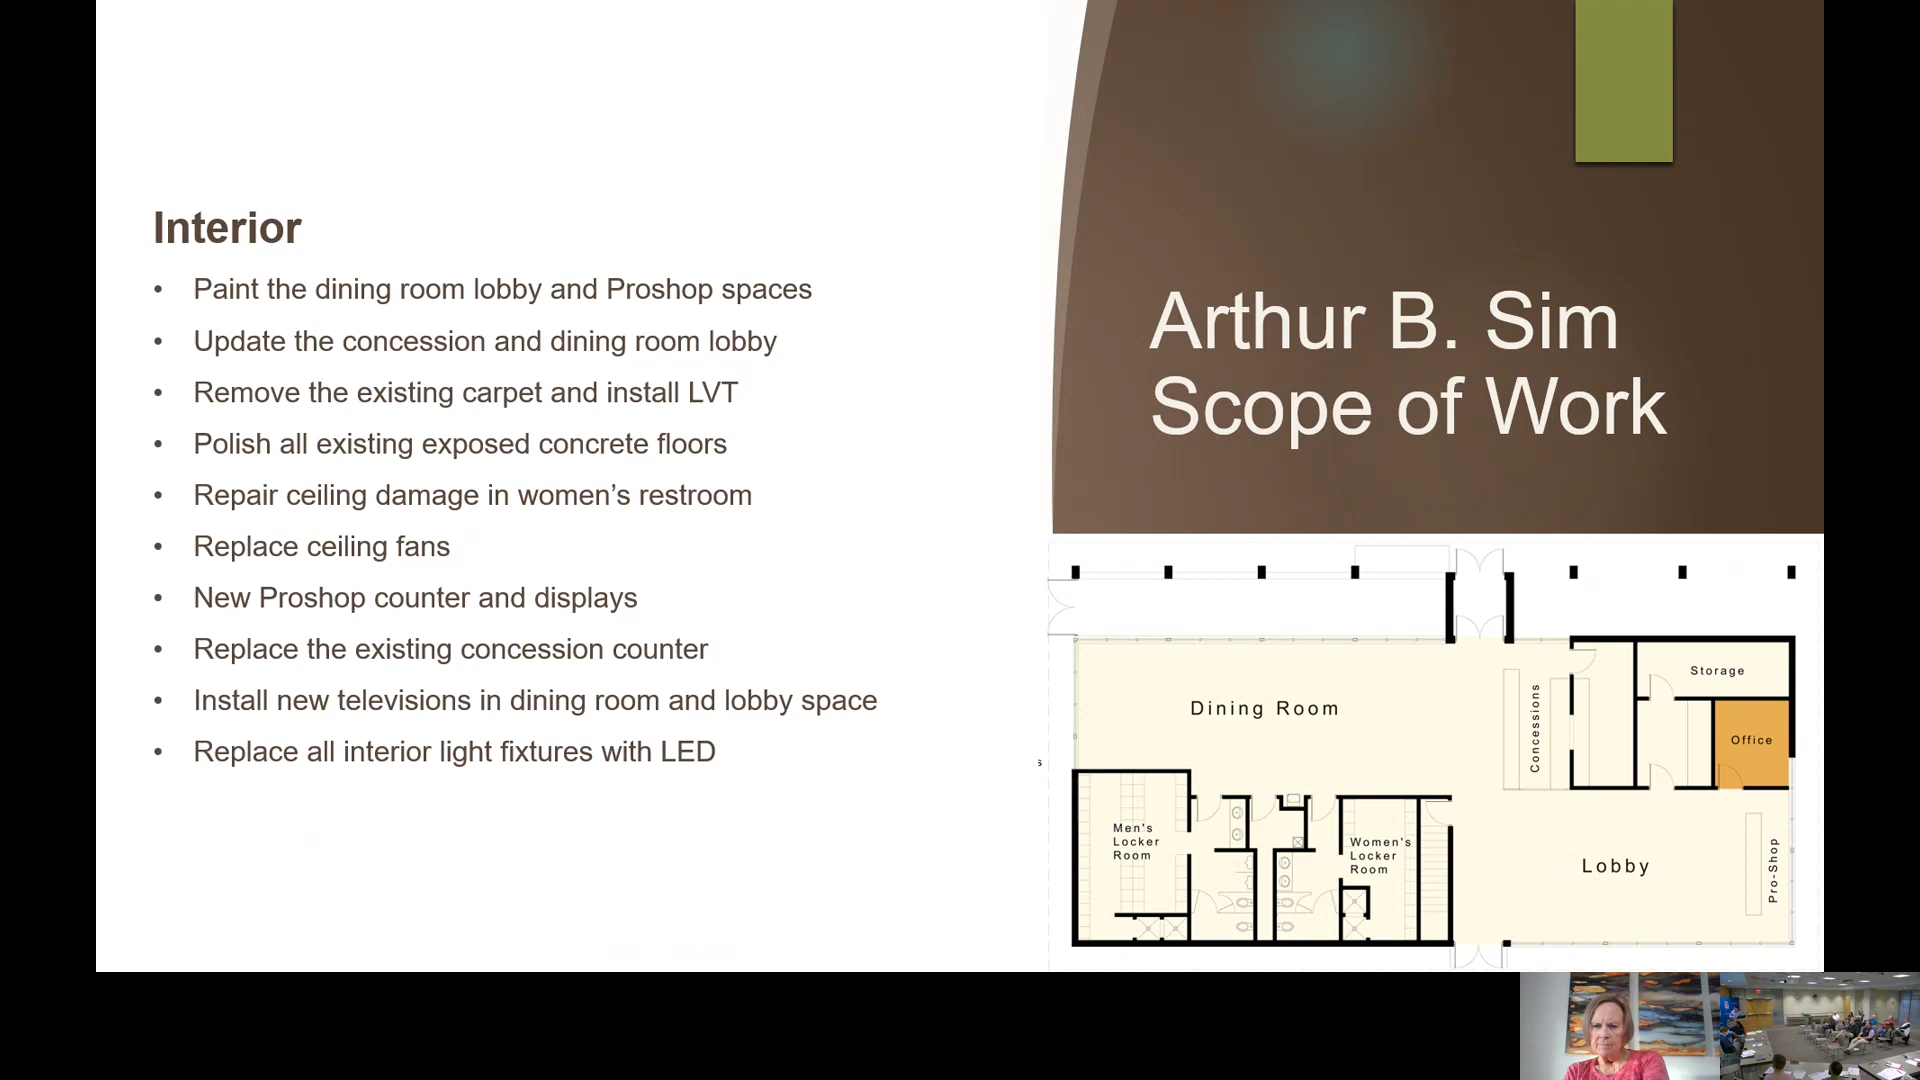 Interior
• Paint the dining room lobby and Proshop spaces
• Update the concession and dining room lobby
• Remove the existing carpet and install LVT
• Polish all existing exposed concrete floors
• Repair ceiling damage in women’s restroom
• Replace ceiling fans
• New Proshop counter and displays
• Replace the existing concession counter
• Install new televisions in dining room and lobby space
• Replace all interior light fixtures with LED
Arthur B. Sim
Scope of Work
Storage
Dining Room
Concessions
Office
s
Men's
Locker
Room
Women's
Locker
Room
Lobby
Pro-Shop